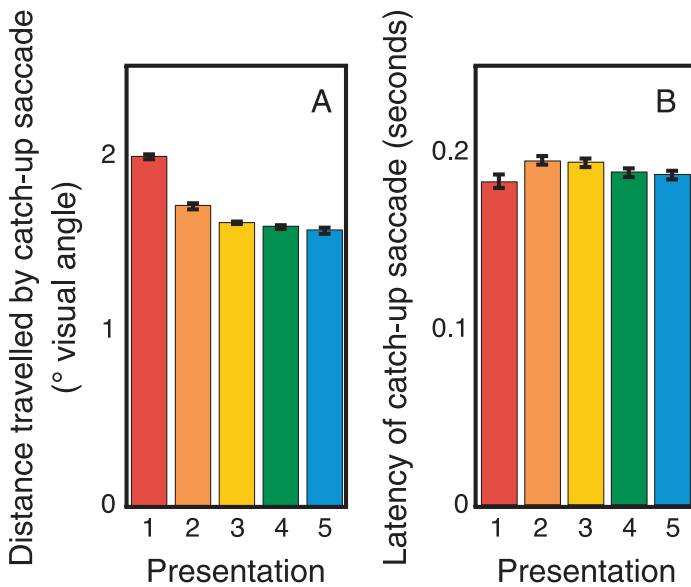 Distance travelled by catch-up saccade
(° visual angle)
A
2
1
0
1 2 3 4 5
Presentation
Latency of catch-up saccade (seconds)
B
0.2
0.1
0
1 2 3 4 5
Presentation